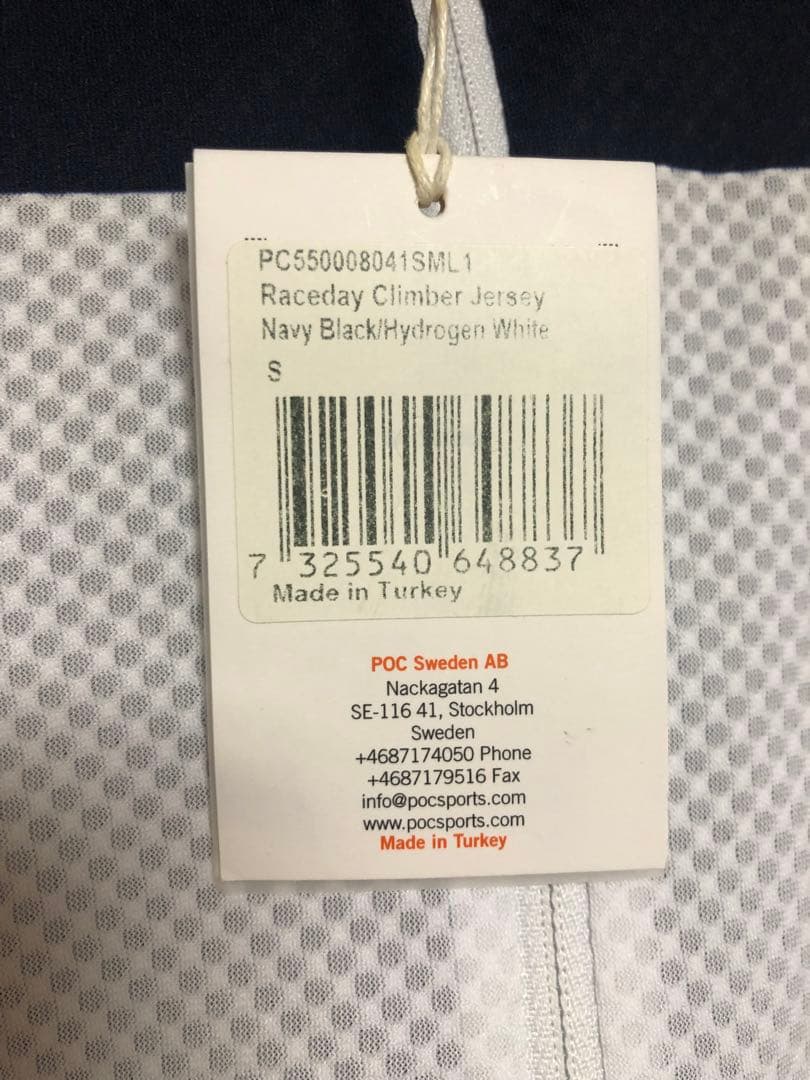 PC550008041SML1
Raceday Climber Jersey
Navy Black/Hydrogen White
S
7 325540 648837
Made in Turkey
POC Sweden AB
Nackagatan 4
SE-116 41, Stockholm
Sweden
+4687174050 Phone
+4687179516 Fax
info@pocsports.com
www.pocsports.com
Made in Turkey